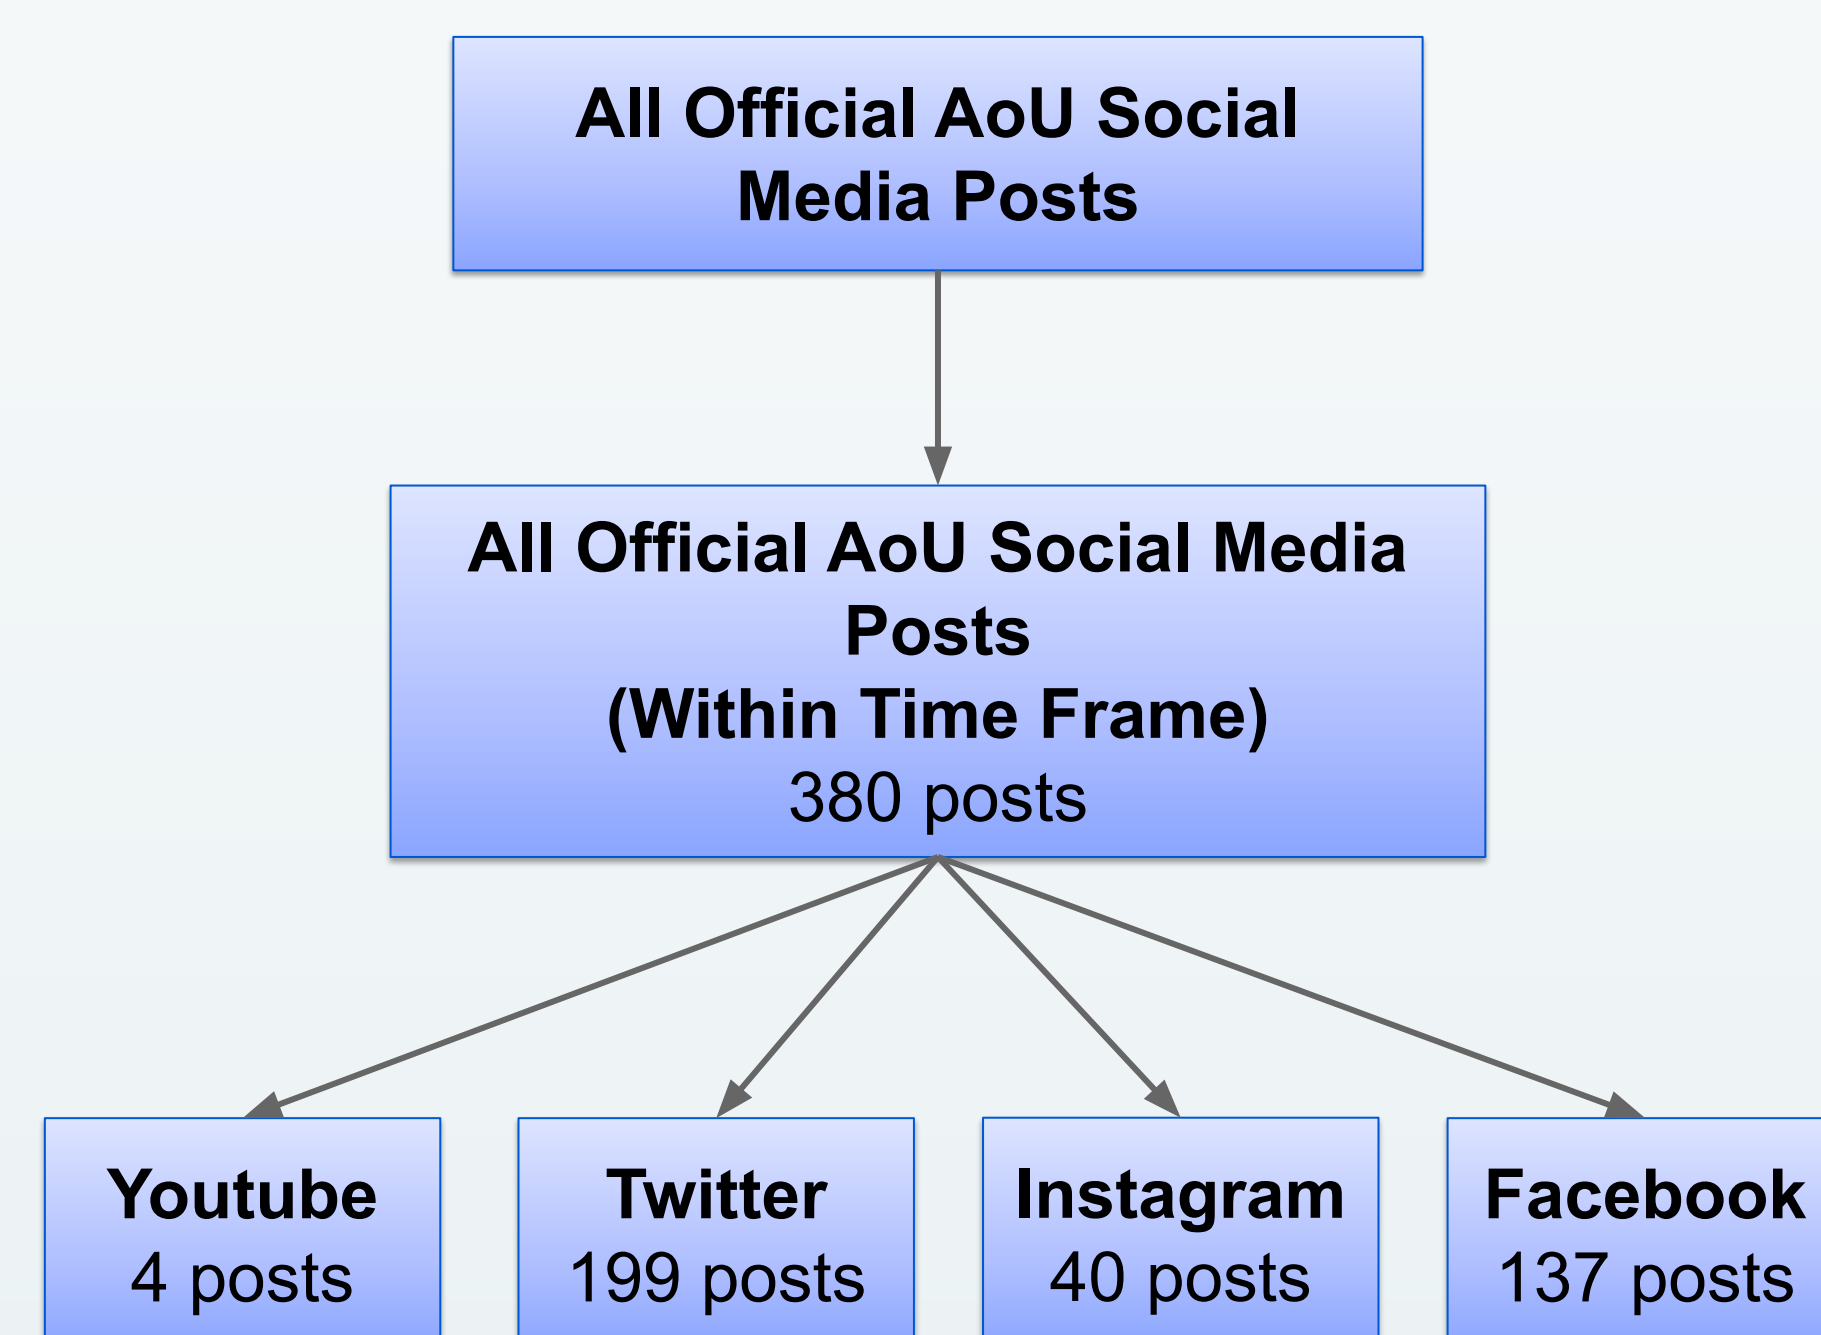 All Official AoU Social
Media Posts
All Official AoU Social Media
Posts
(Within Time Frame)
380 posts
Youtube
4 posts
Twitter
199 posts
Instagram
40 posts
Facebook
137 posts